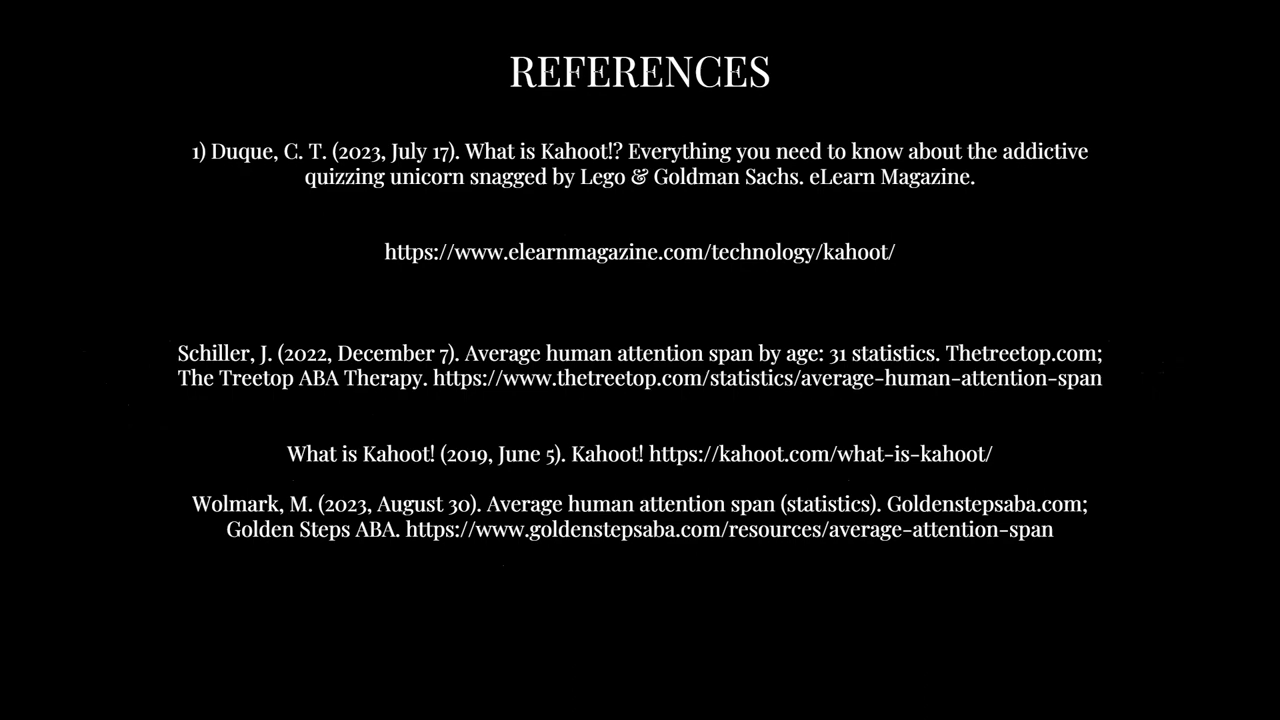 REFERENCES
1) Duque, C. T. (2023, July 17). What is Kahoot!? Everything you need to know about the addictive
quizzing unicorn snagged by Lego & Goldman Sachs. eLearn Magazine.
https://www.elearnmagazine.com/technology/kahoot/
Schiller, J. (2022, December 7). Average human attention span by age: 31 statistics. Thetreetop.com;
The Treetop ABA Therapy. https://www.thetreetop.com/statistics/average-human-attention-span
What is Kahoot! (2019, June 5). Kahoot! https://kahoot.com/what-is-kahoot/
Wolmark, M. (2023, August 30). Average human attention span (statistics). Goldenstepsaba.com;
Golden Steps ABA. https://www.goldenstepsaba.com/resources/average-attention-span